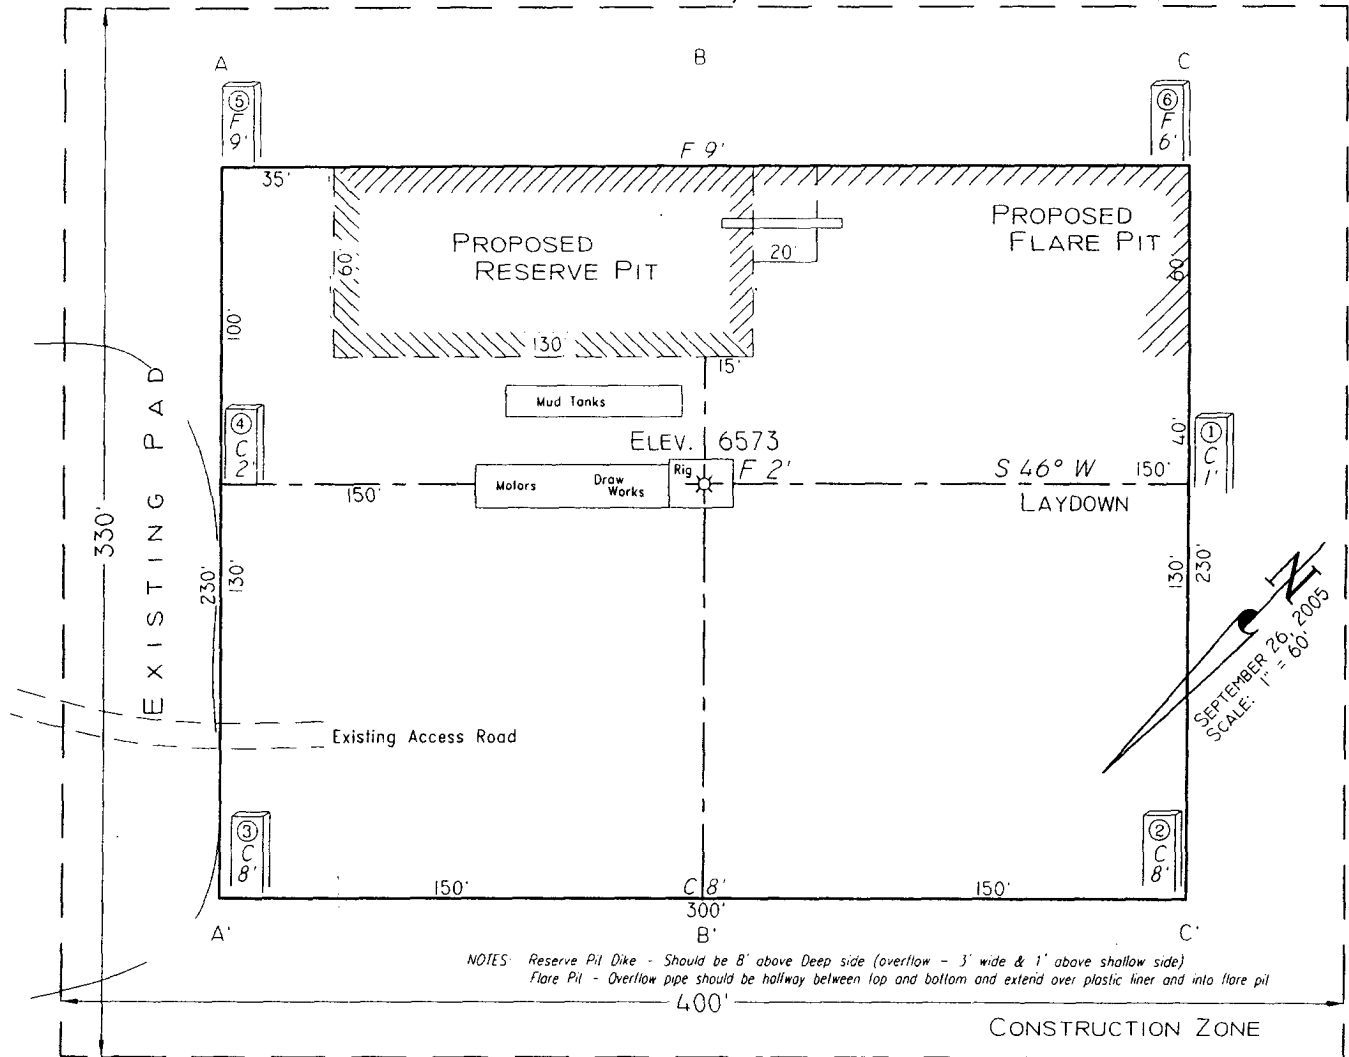 A B C
⑤ F 9'
⑥ F 6'
F 9'
35'
PROPOSED
RESERVE PIT
PROPOSED
FLARE PIT
20'
60'
60'
100'
130'
15'
Mud Tanks
④ C 2'
① C 1'
40'
ELEV. 6573
Rig
F 2'
S 46° W
150'
LAYDOWN
150'
Motors
Draw
Works
EXISTING PAD
330'
230'
130'
130'
230'
N
SEPTEMBER 26, 2005
SCALE: 1" = 60'
Existing Access Road
③ C 8'
② C 8'
150'
C 8'
150'
300'
A' B' C'
NOTES: Reserve Pit Dike - Should be 8' above Deep side (overflow - 3' wide & 1' above shallow side)
Flare Pit - Overflow pipe should be halfway between top and bottom and extend over plastic liner and into flare pit
400'
CONSTRUCTION ZONE